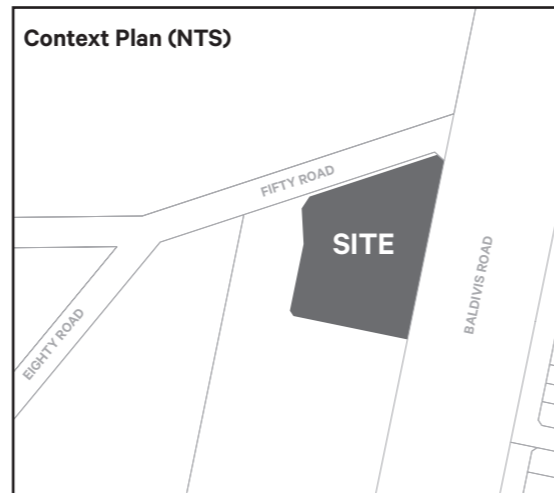 Context Plan (NTS)
FIFTY ROAD
SITE
BALDIVIS ROAD
EIGHTY ROAD